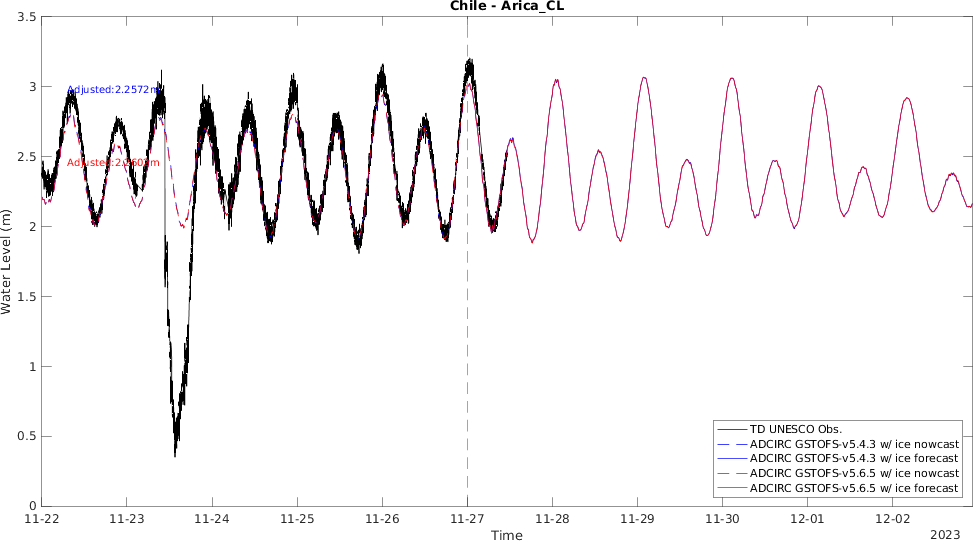 Chile - Arica_CL
3.5
3
2.5
2
1.5
1
0.5
0
Water Level (m)
Adjusted:2.2572m
11-22
11-23
11-24
11-25
11-26
11-27
11-28
11-29
11-30
12-01
12-02
Time
2023
TD UNESCO Obs.
ADCIRC GSTOFS-v5.4.3 w/ ice nowcast
ADCIRC GSTOFS-v5.4.3 w/ ice forecast
ADCIRC GSTOFS-v5.6.5 w/ ice nowcast
ADCIRC GSTOFS-v5.6.5 w/ ice forecast